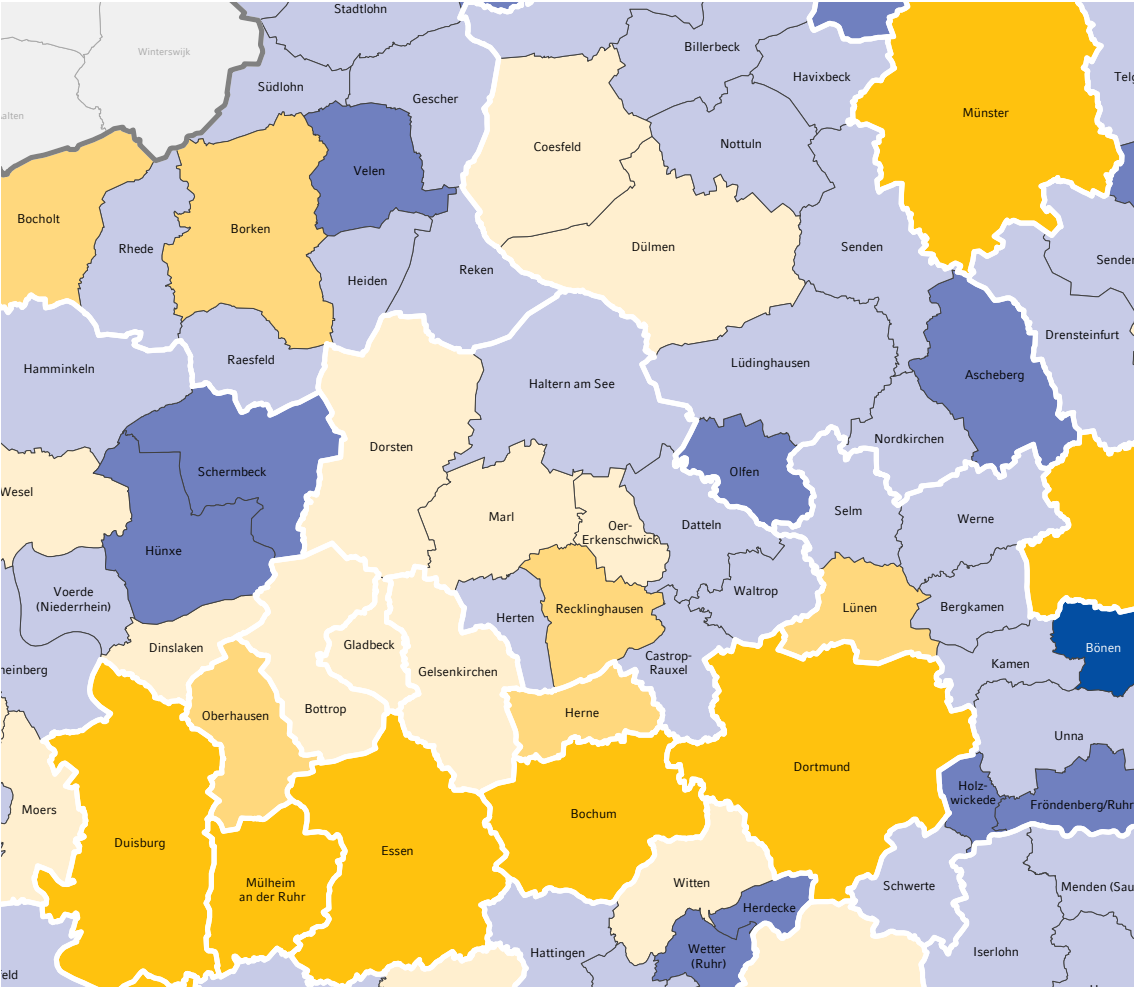 Stadtlohn
Winterswijk
Billerbeck
Südlohn
Havixbeck
Gescher
Münster
Coesfeld
Nottuln
Velen
Bocholt
Borken
Rhede
Dülmen
Senden
Reken
Heiden
Drensteinfurt
Raesfeld
Lüdinghausen
Hamminkeln
Ascheberg
Haltern am See
Nordkirchen
Dorsten
Schermbeck
Olfen
Wesel
Selm
Marl
Werne
Datteln
Oer-
Erkenschwick
Hünxe
Voerde
(Niederrhein)
Waltrop
Lünen
Bergkamen
Recklinghausen
Herten
Dinslaken
Gladbeck
Bönen
Castrop-
Rauxel
Kamen
Gelsenkirchen
Bottrop
Herne
Oberhausen
Unna
Dortmund
Holz-
wickede
Fröndenberg/Ruhr
Moers
Bochum
Duisburg
Essen
Mülheim
an der Ruhr
Witten
Schwerte
Menden (Sau
Herdecke
Hattingen
Wetter
(Ruhr)
Iserlohn